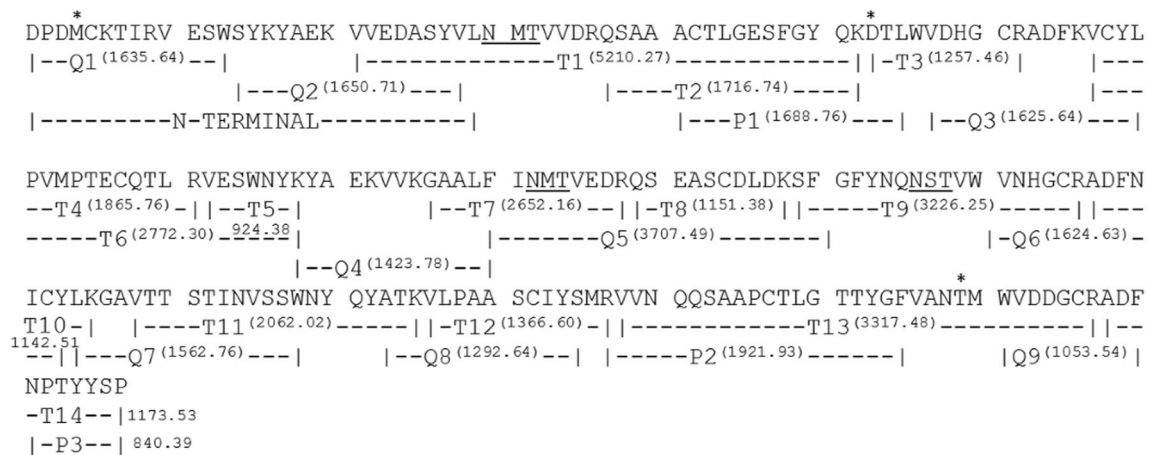 * *
DPDMCKTIRV ESWSYKYAEK VVEDASYVLN MTVVDRQSAA ACTLGESFGY QKDTLWVDHG CRADFKVCYL
|--Q1(1635.64)---| |-----------T1(5210.27)------------||-T3(1257.46)| |---
|---Q2(1650.71)---| |----T2(1716.74)-----| |---
|---------N-TERMINAL----------| |--P1(1688.76)---| |--Q3(1625.64)--|
PVMPTECQTL RVESWNYKYA EKVVKGAALF INMTVEDRQS EASCDLDKSF GFYNQNSTVW VNHGCRADFN
--T4(1865.76)-||--T5-| |--T7(2652.16)--||-T8(1151.38)||-----T9(3226.25)-----||--
-----T6(2772.30)-924.38-| |-------Q5(3707.49)-------| |-Q6(1624.63)-
|--Q4(1423.78)--|
*
ICYLKGAVTT STINVSSWNY QYATKVLPAA SCIYSMRVVN QQSAAPCTLG TTYGFVANTM WVDDGCRADF
T10-| |----T11(2062.02)-----||-T12(1366.60)-||------------T13(3317.48)----------||--
1142.51
--||---Q7(1562.76)---| |--Q8(1292.64)---| |-----P2(1921.93)------| |Q9(1053.54)|
NPTYYSP
-T14--|1173.53
|-P3--|840.39